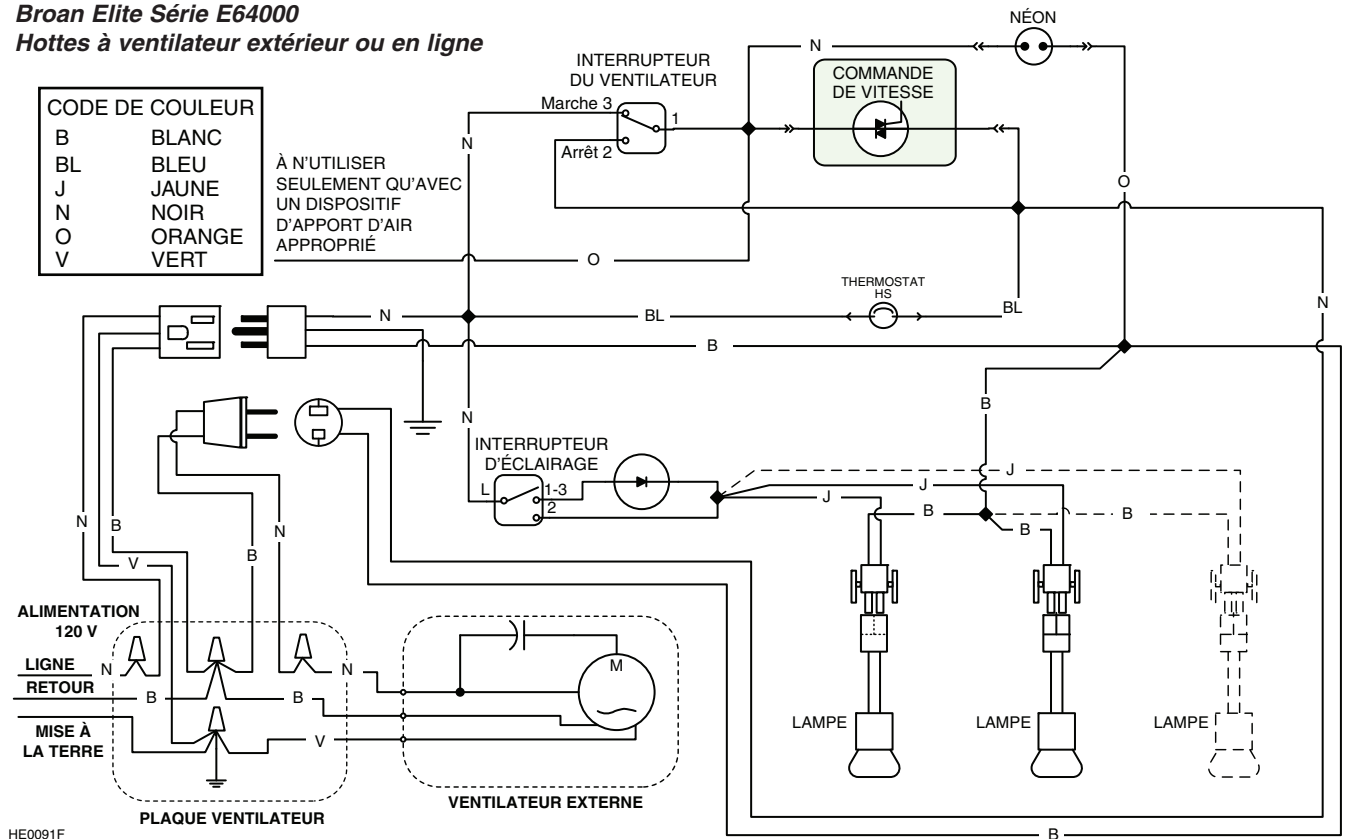 Broan Elite Série E64000
Hottes à ventilateur extérieur ou en ligne
CODE DE COULEUR
B BLANC
BL BLEU
J JAUNE
N NOIR
O ORANGE
V VERT
À N'UTILISER
SEULEMENT QU'AVEC
UN DISPOSITIF
D'APPORT D'AIR
APPROPRIÉ
INTERRUPTEUR
DU VENTILATEUR
Marche 3
1
Arrêt 2
N
NÉON
COMMANDE
DE VITESSE
N
O
O
THERMOSTAT
HS
N
BL
BL
N
B
N
B
INTERRUPTEUR
D'ÉCLAIRAGE
L
1-3
2
J
J
J
B
B
B
N
B
N
B
V
ALIMENTATION
120 V
LIGNE
N
RETOUR
B
MISE À
LA TERRE
N
B
V
PLAQUE VENTILATEUR
M
VENTILATEUR EXTERNE
LAMPE
LAMPE
LAMPE
B
HE0091F